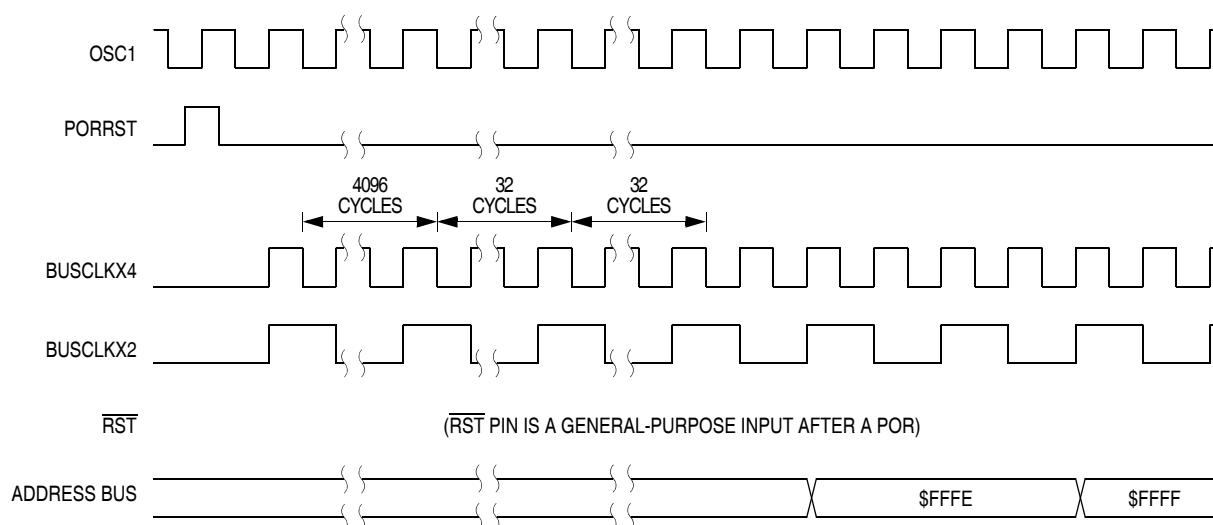 OSC1
PORRST
4096
CYCLES
32
CYCLES
32
CYCLES
BUSCLKX4
BUSCLKX2
RST
(RST PIN IS A GENERAL-PURPOSE INPUT AFTER A POR)
ADDRESS BUS
$FFFE
$FFFF